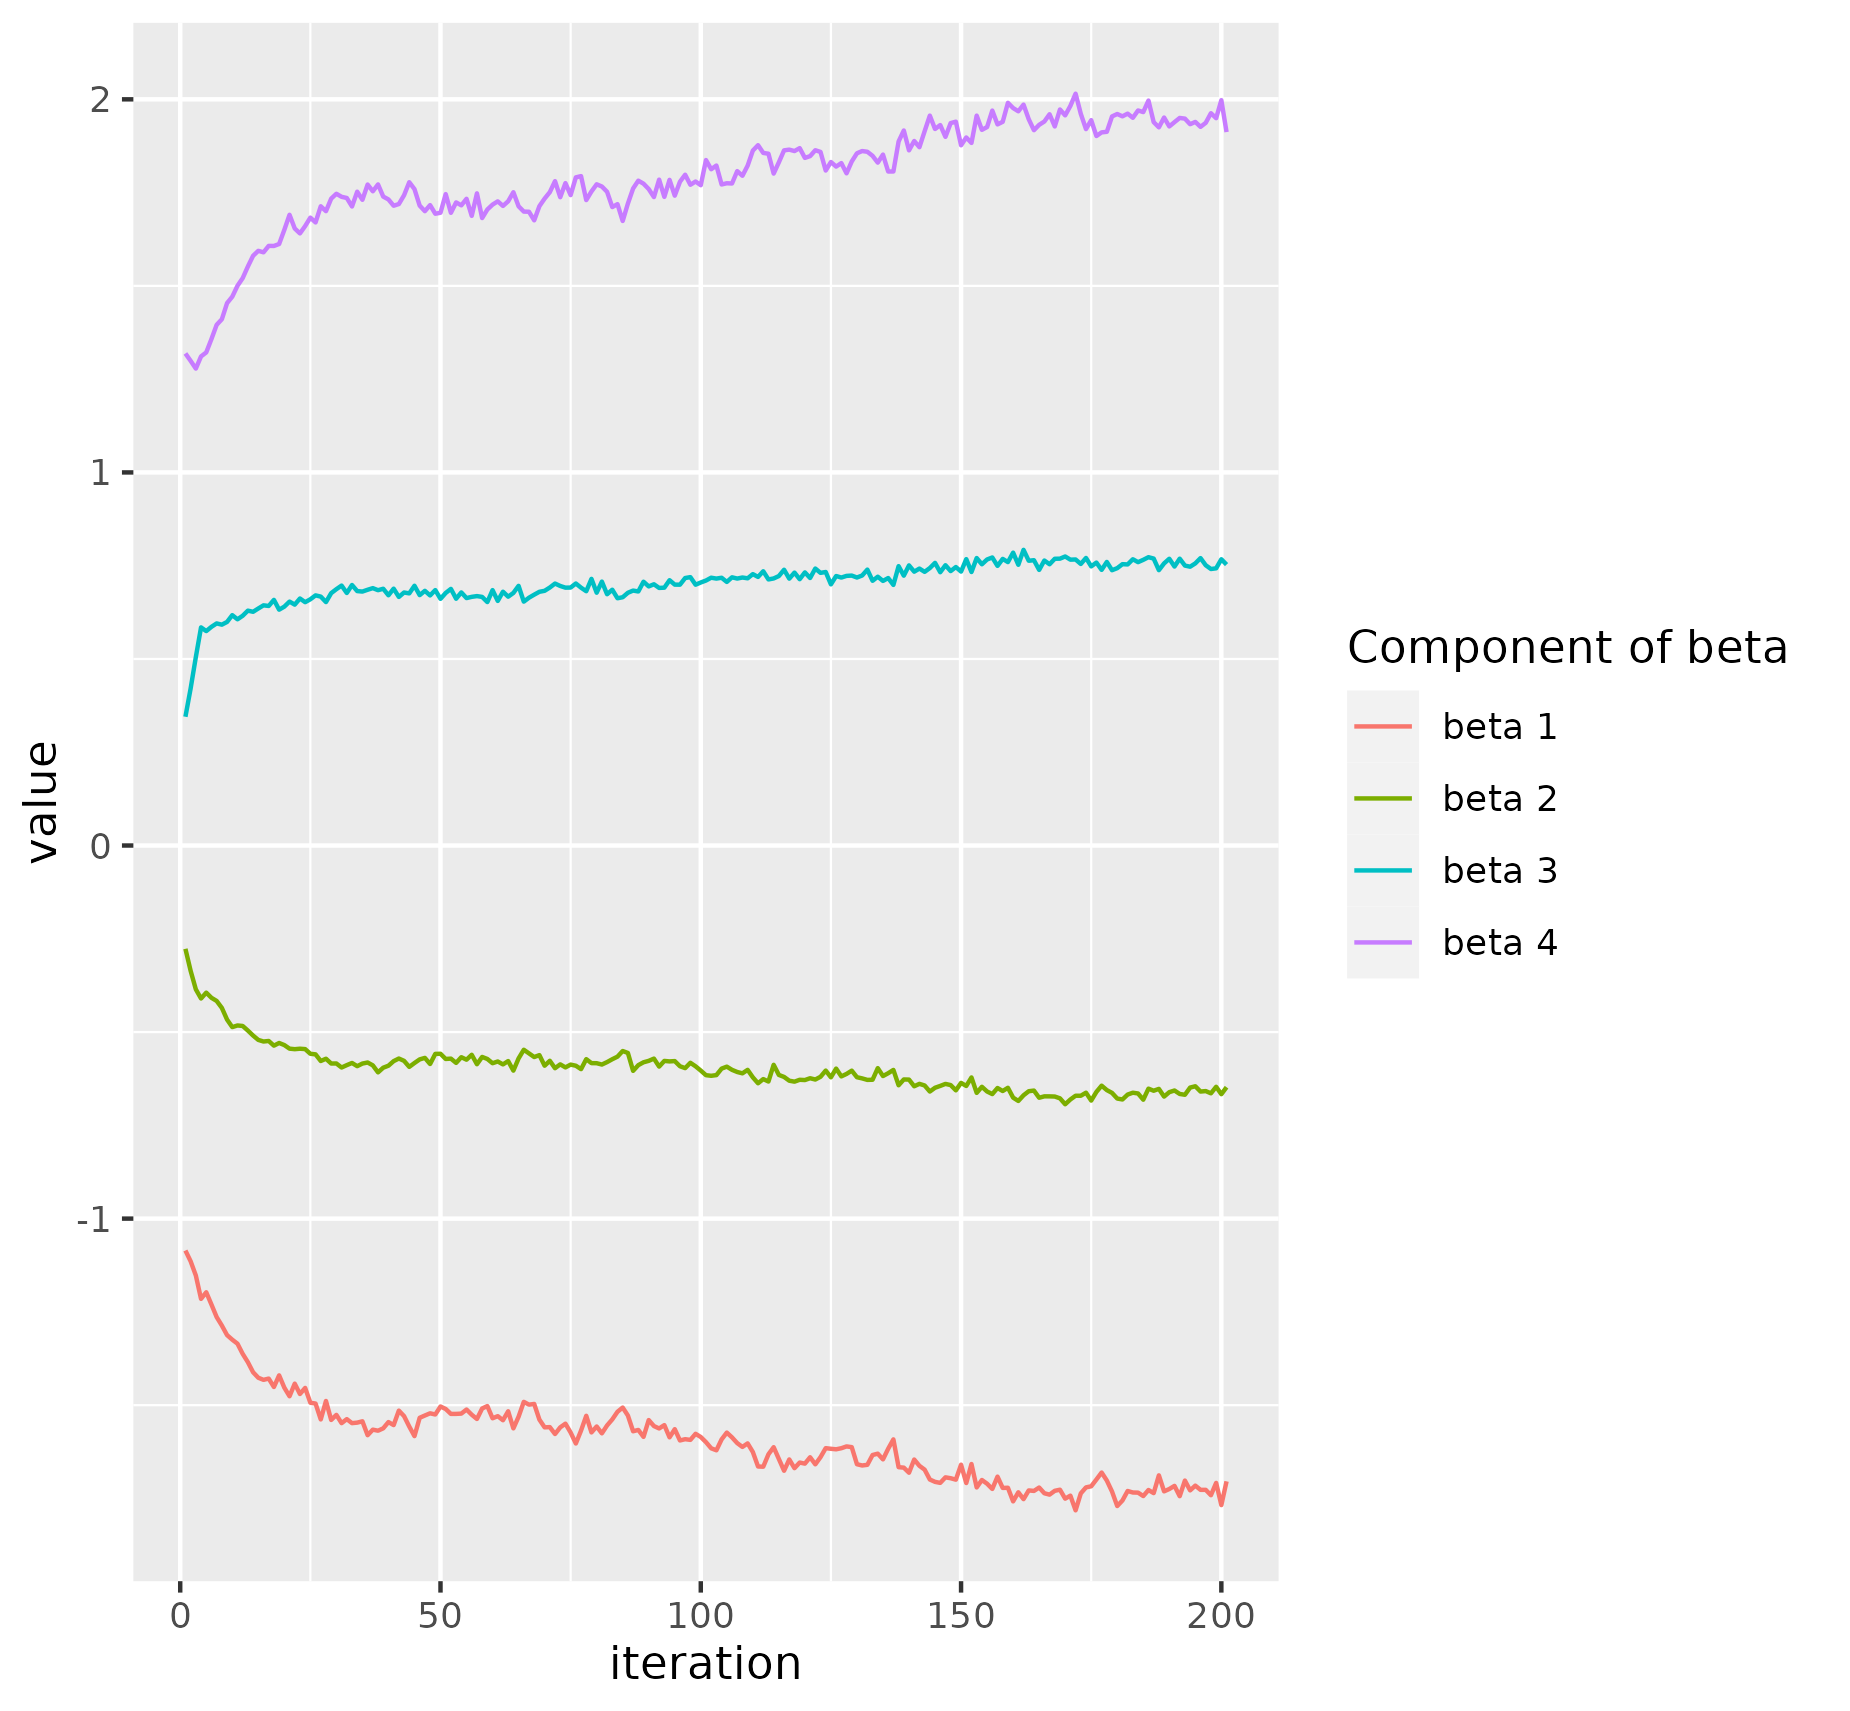 2
1
0
-1
value
0 50 100 150 200
iteration
Component of beta
beta 1
beta 2
beta 3
beta 4